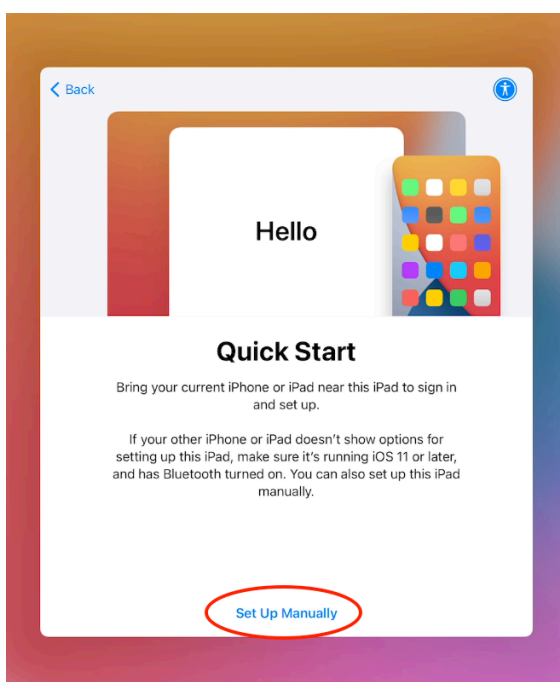 Back
Hello
Quick Start
Bring your current iPhone or iPad near this iPad to sign in
and set up.
If your other iPhone or iPad doesn’t show options for
setting up this iPad, make sure it’s running iOS 11 or later,
and has Bluetooth turned on. You can also set up this iPad
manually.
Set Up Manually